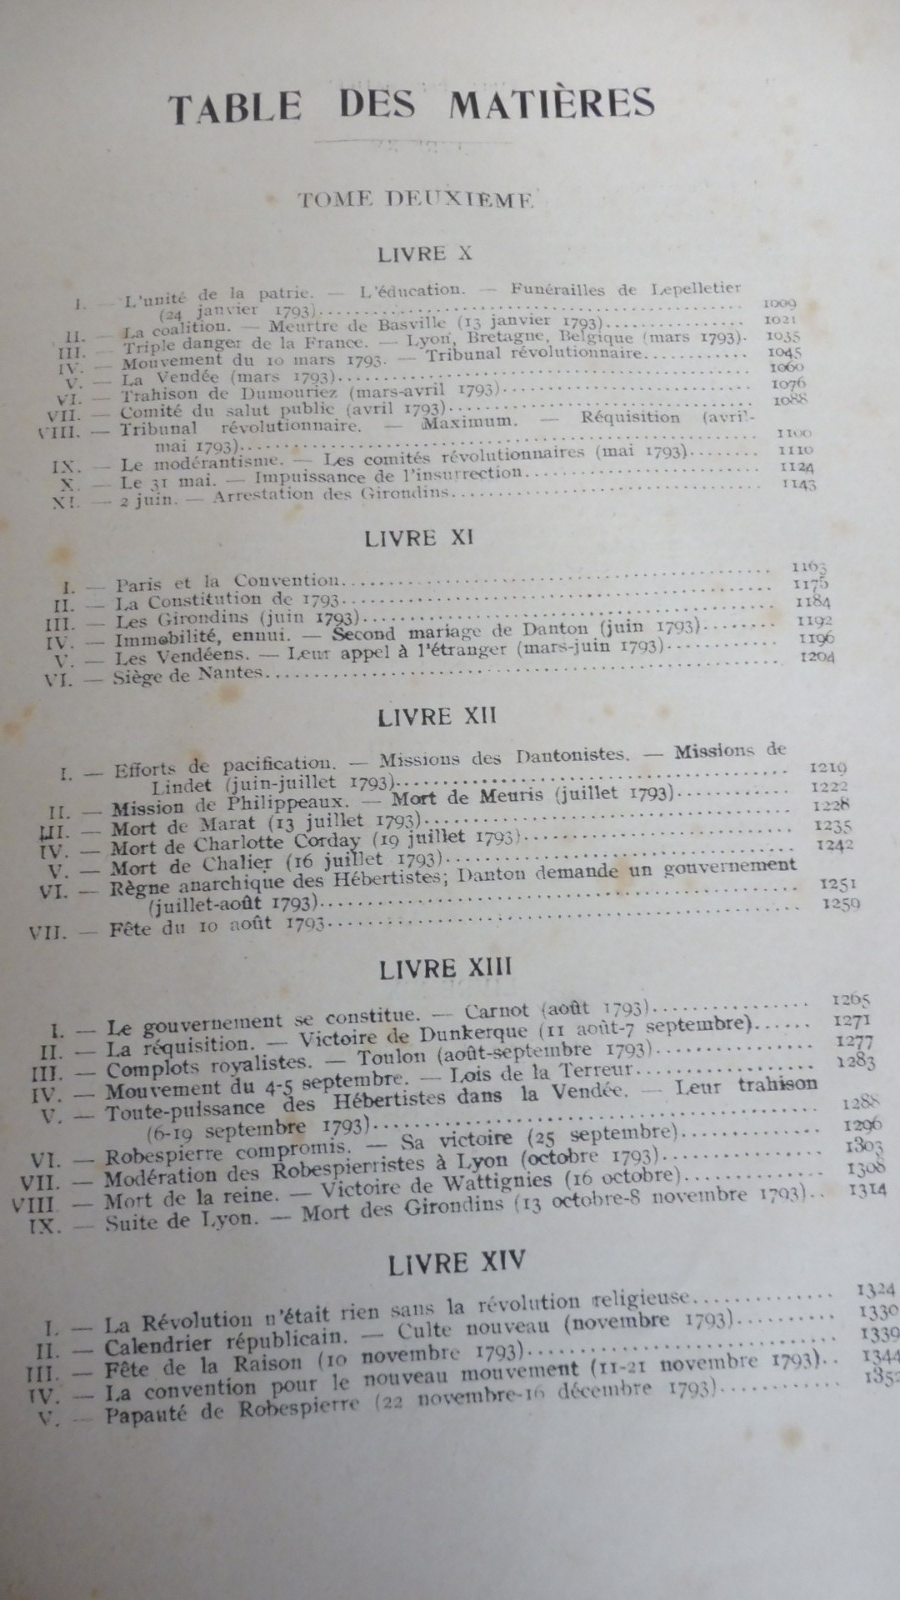 TABLE DES MATIÈRES
TOME DEUXIÈME
LIVRE X
I. — L'unité de la patrie. — L'éducation. — Funérailles de Lepelletier
(24 janvier 1793)........ 1009
II. — La coalition. — Meurtre de Basville (13 janvier 1793)........ 1021
III. — Triple danger de la France. — Lyon, Bretagne, Belgique (mars 1793). 1035
IV. — Mouvement du 10 mars 1793. — Tribunal révolutionnaire........ 1045
V. — La Vendée (mars 1793)........ 1060
VI. — Trahison de Dumouriez (mars-avril 1793)........ 1076
VII. — Comité du salut public (avril 1793)........ 1088
VIII. — Tribunal révolutionnaire. — Maximum. — Réquisition (avril-
mai 1793)........ 1100
IX. — Le modérantisme. — Les comités révolutionnaires (mai 1793)........ 1110
X. — Le 31 mai. — Impuissance de l'insurrection........ 1124
XI. — 2 juin. — Arrestation des Girondins........ 1143
LIVRE XI
I. — Paris et la Convention........ 1163
II. — La Constitution de 1793........ 1175
III. — Les Girondins (juin 1793)........ 1184
IV. — Immobilité, ennui. — Second mariage de Danton (juin 1793)........ 1192
V. — Les Vendéens. — Leur appel à l'étranger (mars-juin 1793)........ 1196
VI. — Siège de Nantes........ 1204
LIVRE XII
I. — Efforts de pacification. — Missions des Dantonistes. — Missions de
Lindet (juin-juillet 1793)........ 1219
II. — Mission de Philippeaux. — Mort de Meuris (juillet 1793)........ 1222
III. — Mort de Marat (13 juillet 1793)........ 1228
IV. — Mort de Charlotte Corday (19 juillet 1793)........ 1235
V. — Mort de Chalier (16 juillet 1793)........ 1242
VI. — Règne anarchique des Hébertistes; Danton demande un gouvernement
(juillet-août 1793)........ 1251
VII. — Fête du 10 août 1793........ 1259
LIVRE XIII
I. — Le gouvernement se constitue. — Carnot (août 1793)........ 1265
II. — La réquisition. — Victoire de Dunkerque (11 août-7 septembre)...... 1271
III. — Complots royalistes. — Toulon (août-septembre 1793)........ 1277
IV. — Mouvement du 4-5 septembre. — Lois de la Terreur........ 1283
V. — Toute-puissance des Hébertistes dans la Vendée. — Leur trahison
(6-19 septembre 1793)........ 1288
VI. — Robespierre compromis. — Sa victoire (25 septembre)........ 1296
VII. — Modération des Robespierristes à Lyon (octobre 1793)........ 1303
VIII — Mort de la reine. — Victoire de Wattignies (16 octobre)........ 1308
IX. — Suite de Lyon. — Mort des Girondins (13 octobre-8 novembre 1793).. 1314
LIVRE XIV
I. — La Révolution n'était rien sans la révolution religieuse........ 1324
II. — Calendrier républicain. — Culte nouveau (novembre 1793)........ 1330
III. — Fête de la Raison (10 novembre 1793)........ 1339
IV. — La convention pour le nouveau mouvement (11-21 novembre 1793).. 1344
V. — Papauté de Robespierre (22 novembre-16 décembre 1793)........ 1352